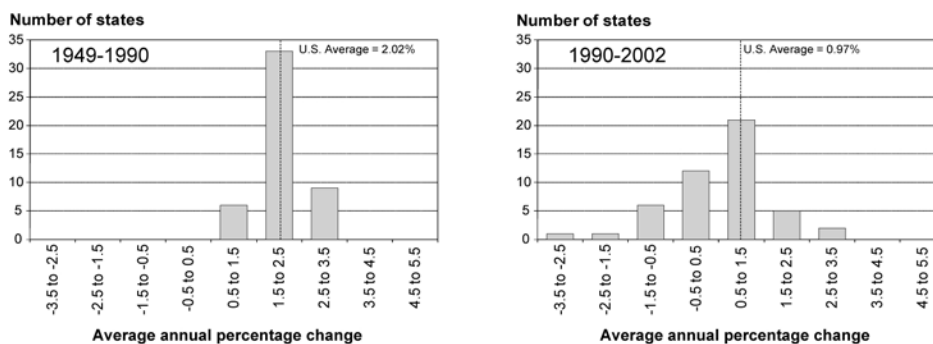 Number of states
35
30
25
20
15
10
5
0
1949-1990
U.S. Average = 2.02%
-3.5 to -2.5
-2.5 to -1.5
-1.5 to -0.5
-0.5 to 0.5
0.5 to 1.5
1.5 to 2.5
2.5 to 3.5
3.5 to 4.5
4.5 to 5.5
Average annual percentage change
Number of states
35
30
25
20
15
10
5
0
1990-2002
U.S. Average = 0.97%
-3.5 to -2.5
-2.5 to -1.5
-1.5 to -0.5
-0.5 to 0.5
0.5 to 1.5
1.5 to 2.5
2.5 to 3.5
3.5 to 4.5
4.5 to 5.5
Average annual percentage change